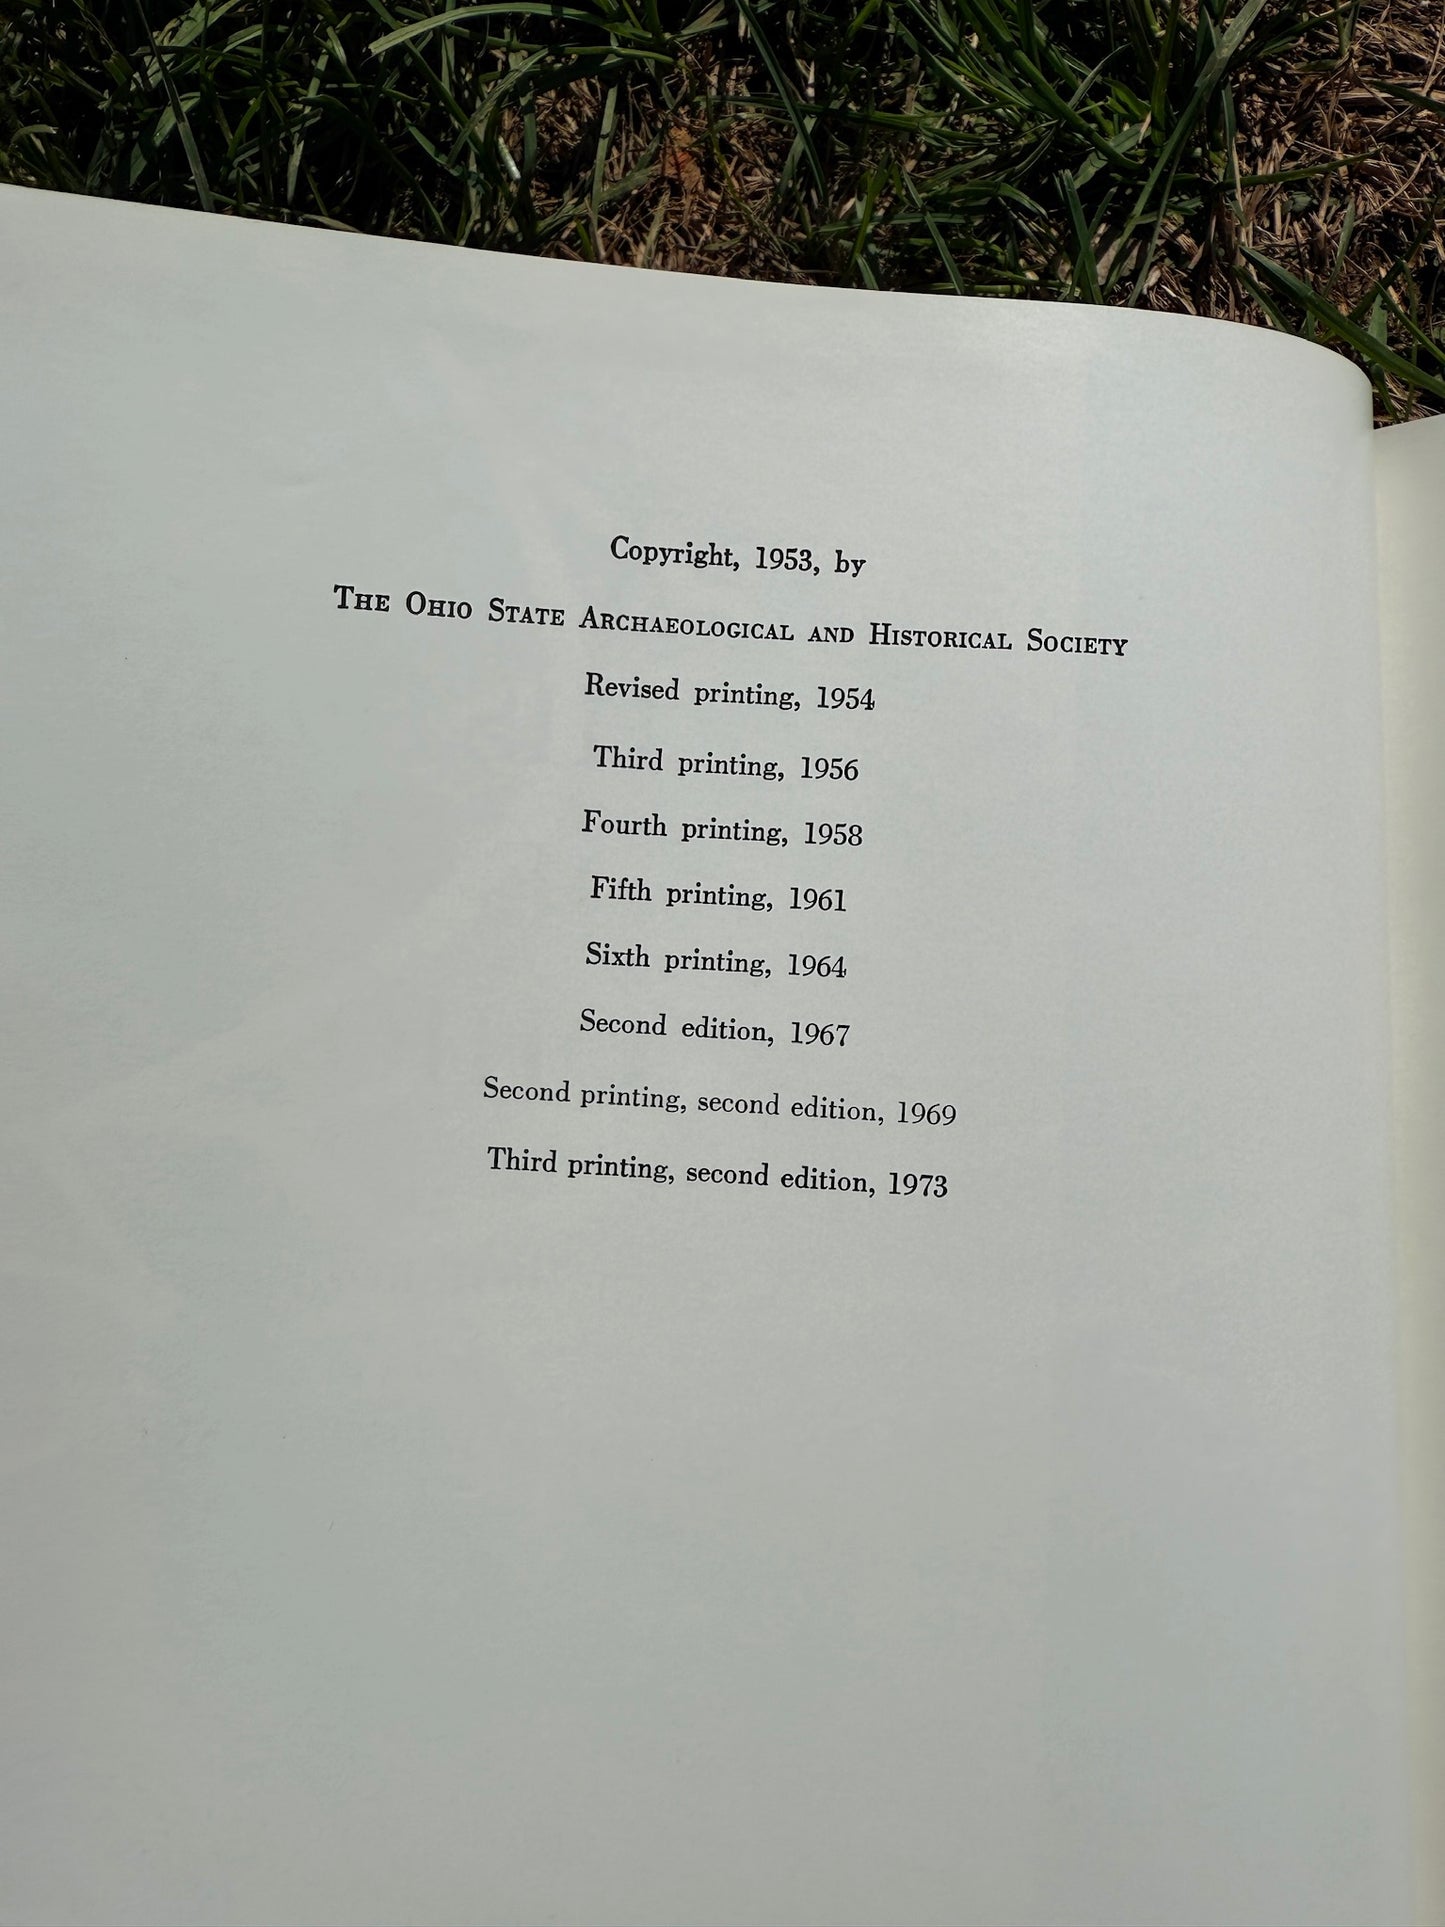 Copyright, 1953, by
The Ohio State Archaeological and Historical Society
Revised printing, 1954
Third printing, 1956
Fourth printing, 1958
Fifth printing, 1961
Sixth printing, 1964
Second edition, 1967
Second printing, second edition, 1969
Third printing, second edition, 1973